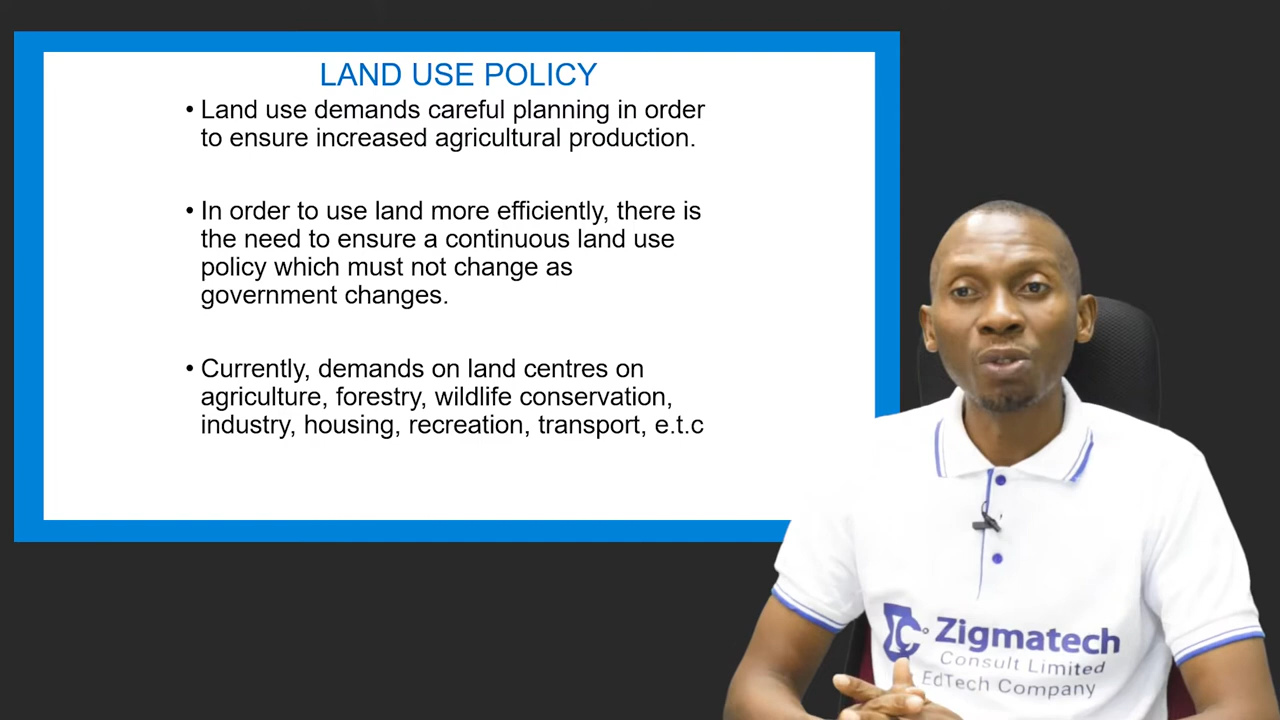 LAND USE POLICY
• Land use demands careful planning in order
to ensure increased agricultural production.
• In order to use land more efficiently, there is
the need to ensure a continuous land use
policy which must not change as
government changes.
• Currently, demands on land centres on
agriculture, forestry, wildlife conservation,
industry, housing, recreation, transport, e.t.c
Zigmatech
Consult Limited
EdTech Company